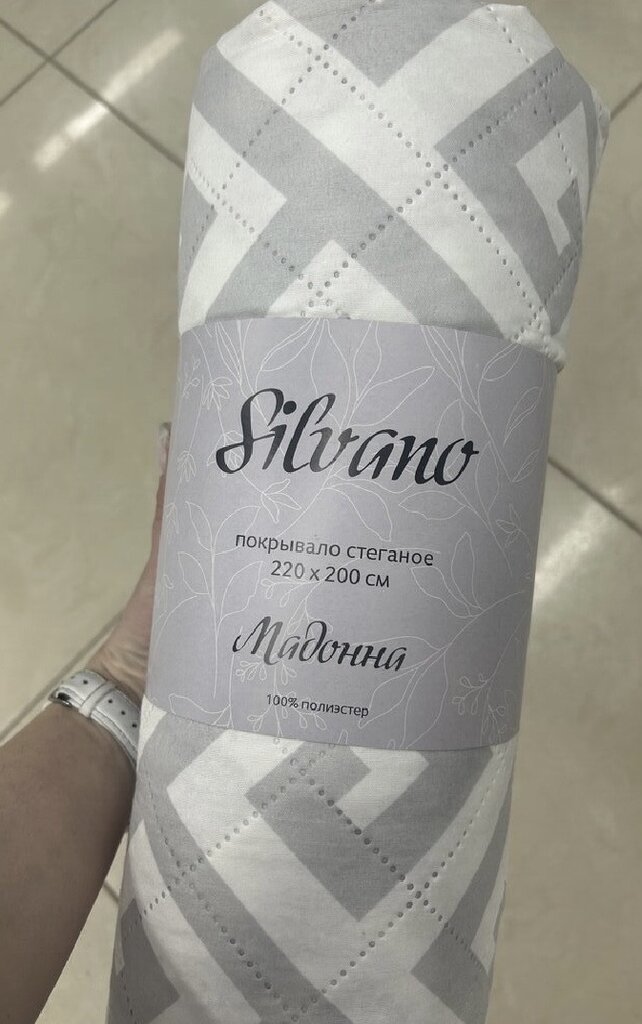 Silvano
покрывало стеганое
220 x 200 см
Мадонна
100% полиэстер